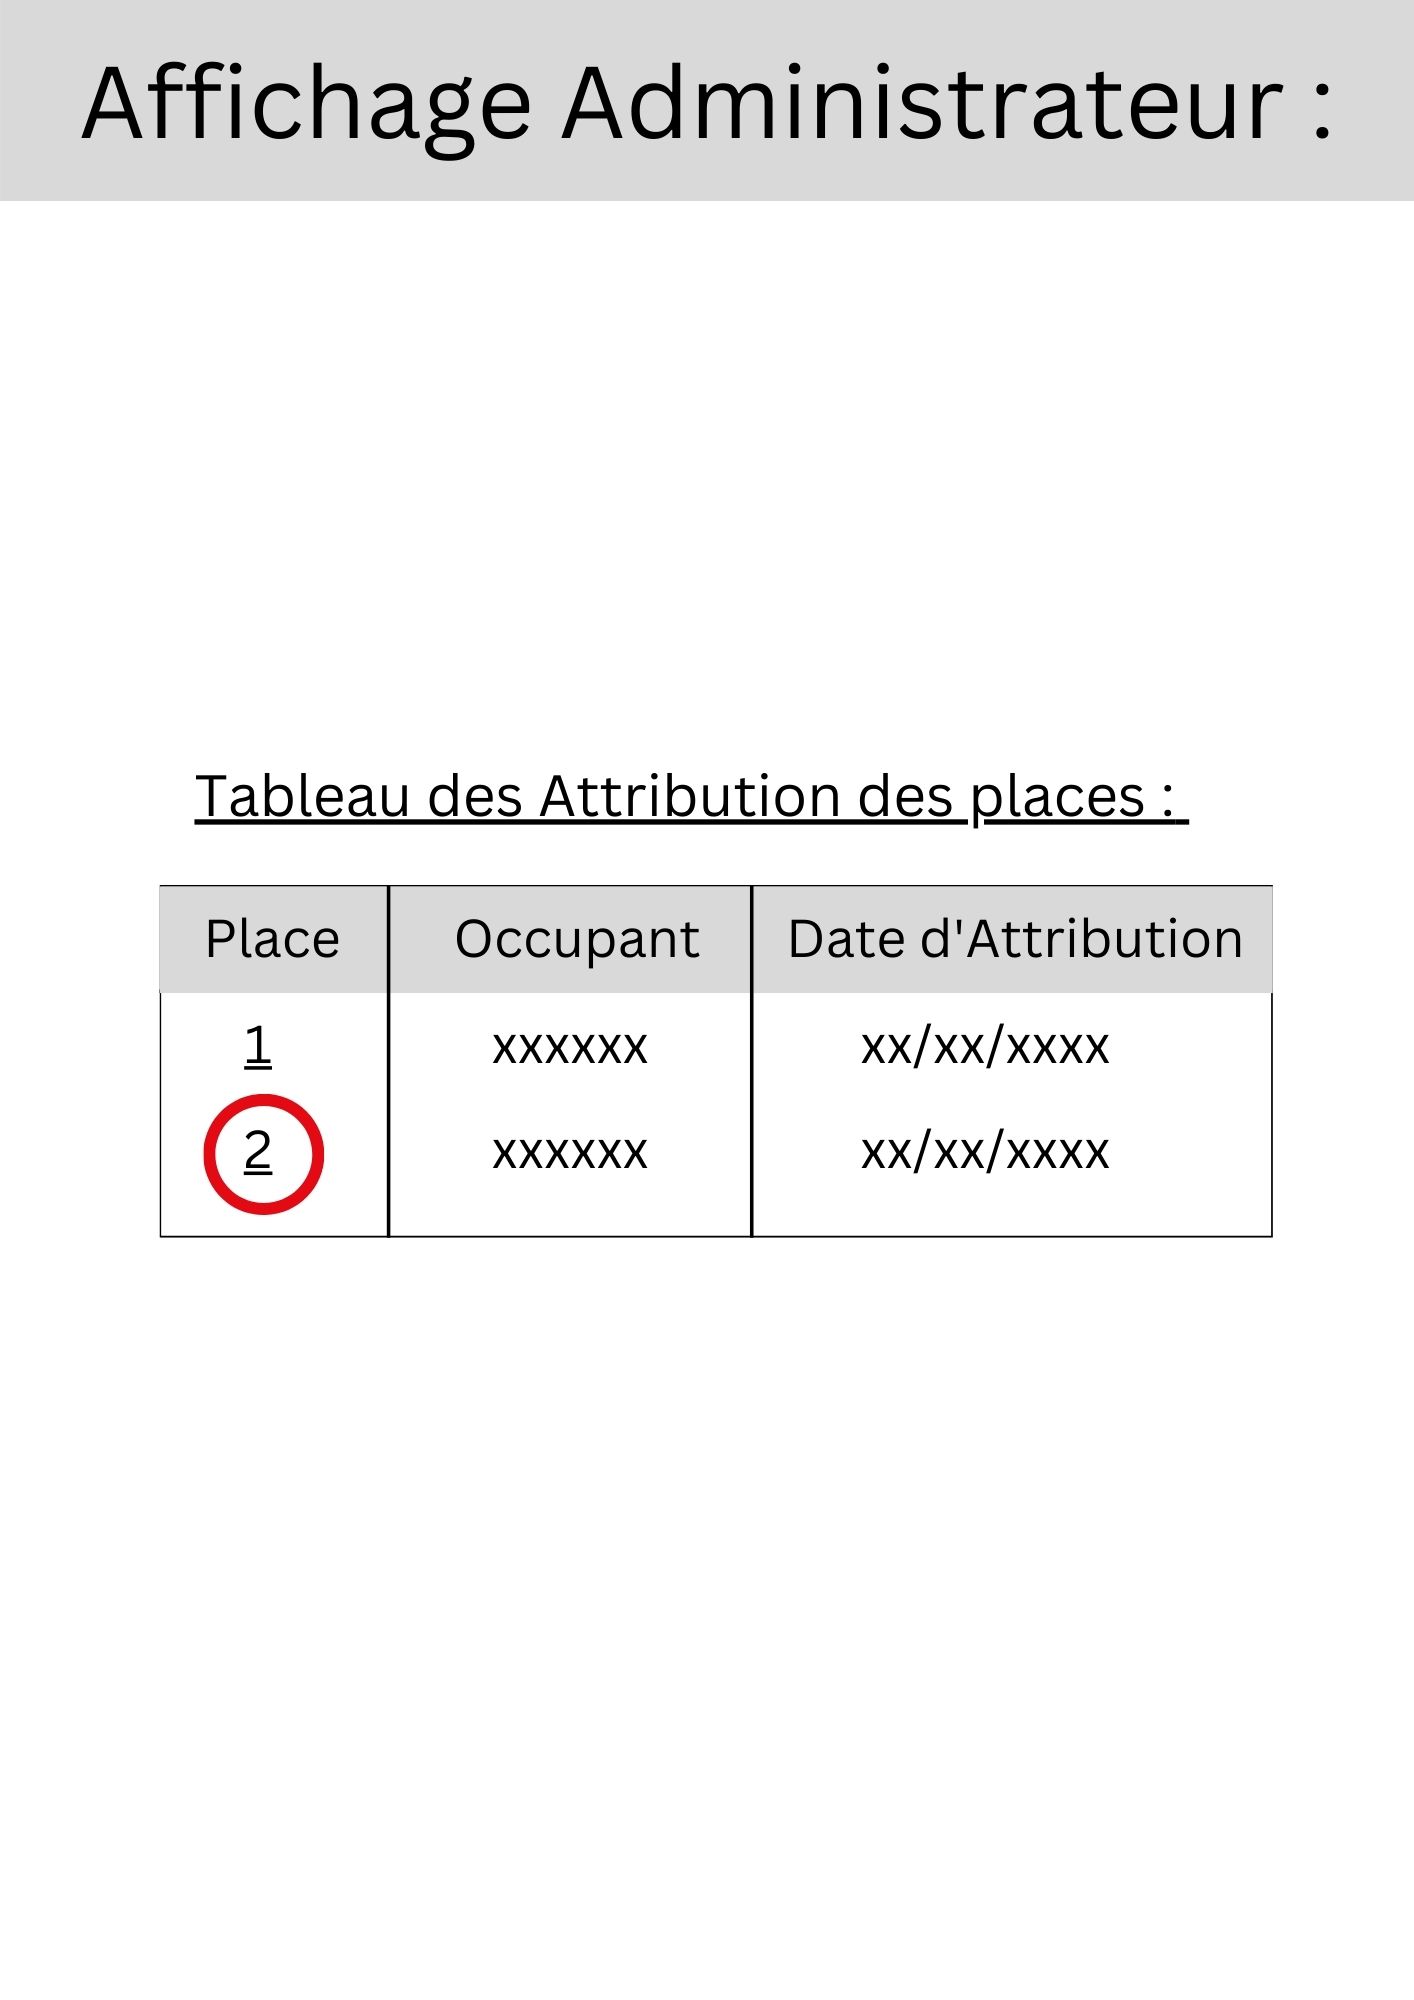 Affichage Administrateur :
Tableau des Attribution des places :
Place Occupant Date d'Attribution
1 xxxxxx xx/xx/xxxx
2 xxxxxx xx/xx/xxxx